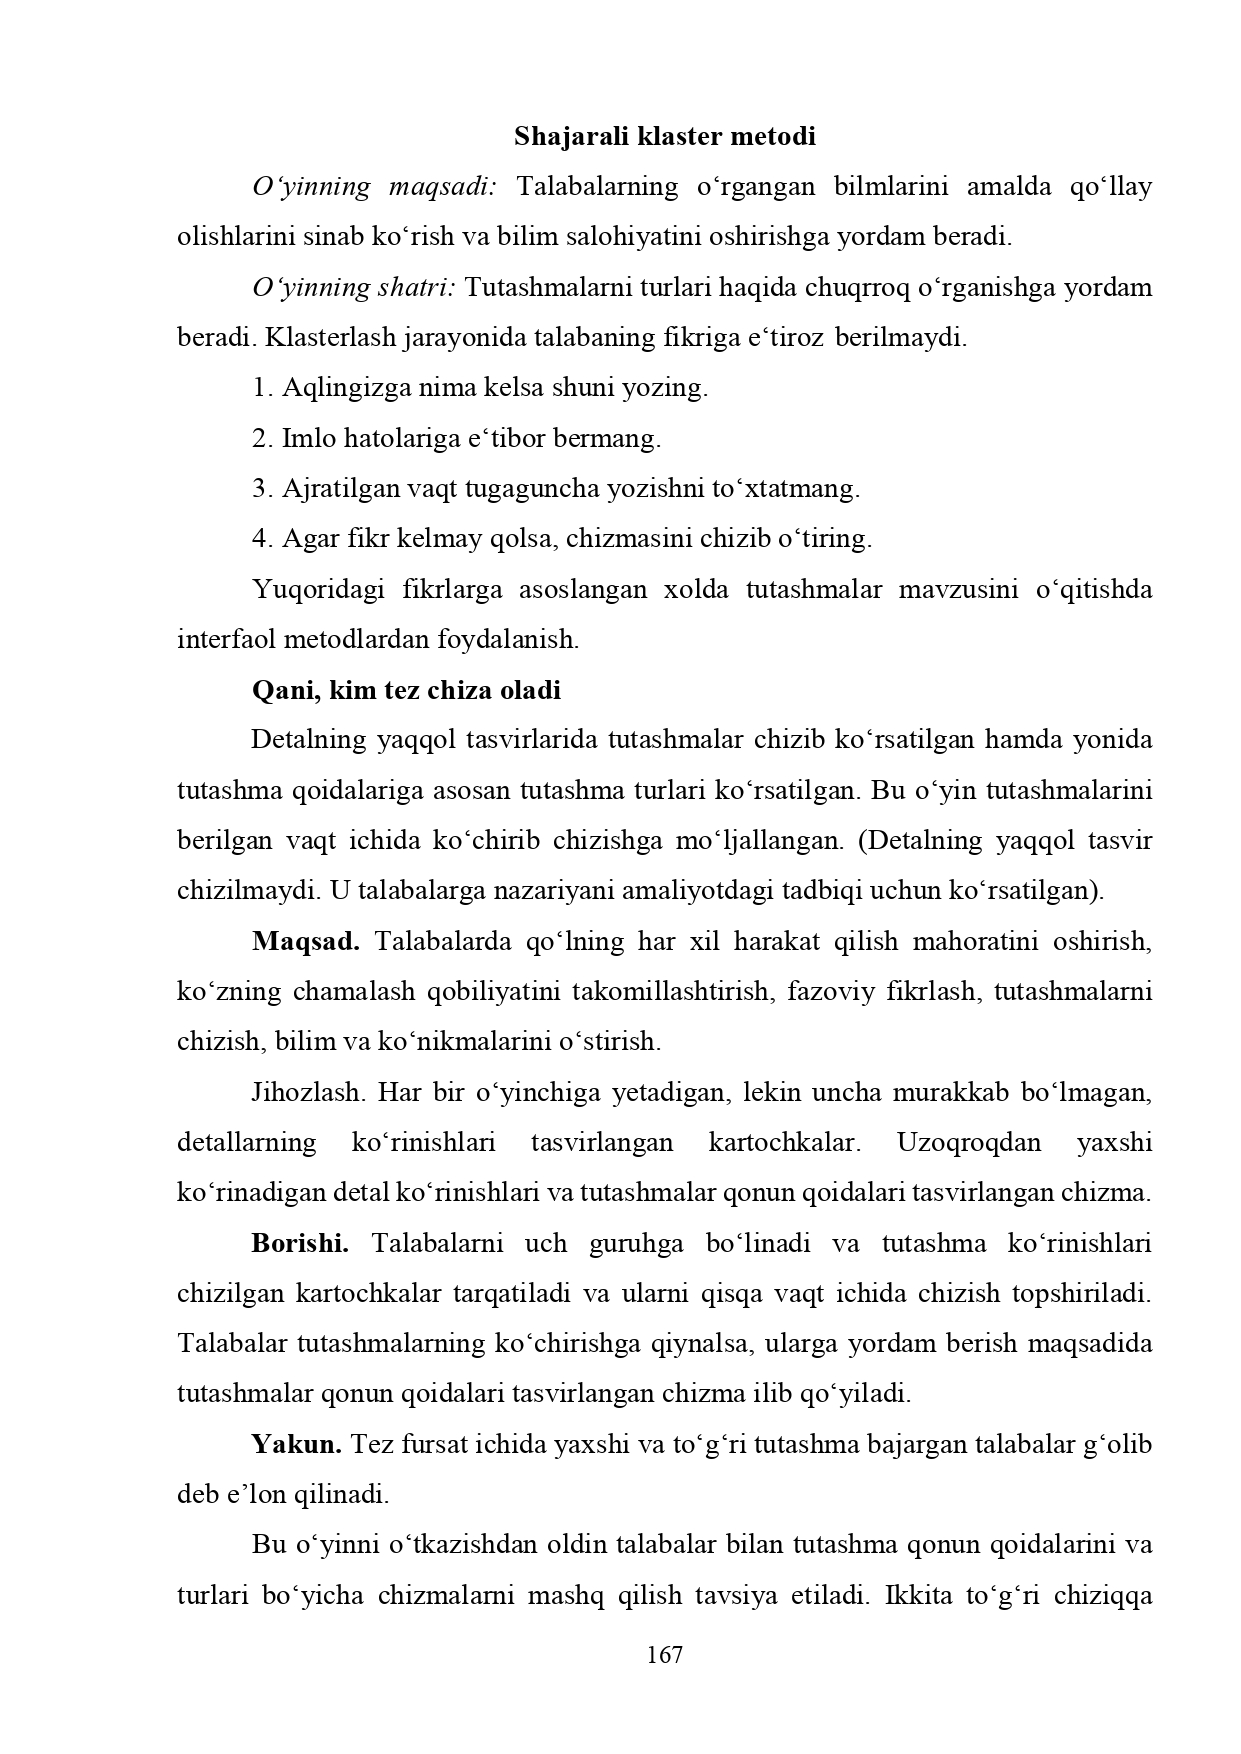 Shajarali klaster metodi
O‘yinning maqsadi: Talabalarning o‘rgangan bilmlarini amalda qo‘llay
olishlarini sinab ko‘rish va bilim salohiyatini oshirishga yordam beradi.
O‘yinning shatri: Tutashmalarni turlari haqida chuqrroq o‘rganishga yordam
beradi. Klasterlash jarayonida talabaning fikriga e‘tiroz berilmaydi.
1. Aqlingizga nima kelsa shuni yozing.
2. Imlo hatolariga e‘tibor bermang.
3. Ajratilgan vaqt tugaguncha yozishni to‘xtatmang.
4. Agar fikr kelmay qolsa, chizmasini chizib o‘tiring.
Yuqoridagi fikrlarga asoslangan xolda tutashmalar mavzusini o‘qitishda
interfaol metodlardan foydalanish.
Qani, kim tez chiza oladi
Detalning yaqqol tasvirlarida tutashmalar chizib ko‘rsatilgan hamda yonida
tutashma qoidalariga asosan tutashma turlari ko‘rsatilgan. Bu o‘yin tutashmalarini
berilgan vaqt ichida ko‘chirib chizishga mo‘ljallangan. (Detalning yaqqol tasvir
chizilmaydi. U talabalarga nazariyani amaliyotdagi tadbiqi uchun ko‘rsatilgan).
Maqsad. Talabalarda qo‘lning har xil harakat qilish mahoratini oshirish,
ko‘zning chamalash qobiliyatini takomillashtirish, fazoviy fikrlash, tutashmalarni
chizish, bilim va ko‘nikmalarini o‘stirish.
Jihozlash. Har bir o‘yinchiga yetadigan, lekin uncha murakkab bo‘lmagan,
detallarning ko‘rinishlari tasvirlangan kartochkalar. Uzoqroqdan yaxshi
ko‘rinadigan detal ko‘rinishlari va tutashmalar qonun qoidalari tasvirlangan chizma.
Borishi. Talabalarni uch guruhga bo‘linadi va tutashma ko‘rinishlari
chizilgan kartochkalar tarqatiladi va ularni qisqa vaqt ichida chizish topshiriladi.
Talabalar tutashmalarning ko‘chirishga qiynalsa, ularga yordam berish maqsadida
tutashmalar qonun qoidalari tasvirlangan chizma ilib qo‘yiladi.
Yakun. Tez fursat ichida yaxshi va to‘g‘ri tutashma bajargan talabalar g‘olib
deb e’lon qilinadi.
Bu o‘yinni o‘tkazishdan oldin talabalar bilan tutashma qonun qoidalarini va
turlari bo‘yicha chizmalarni mashq qilish tavsiya etiladi. Ikkita to‘g‘ri chiziqqa
167